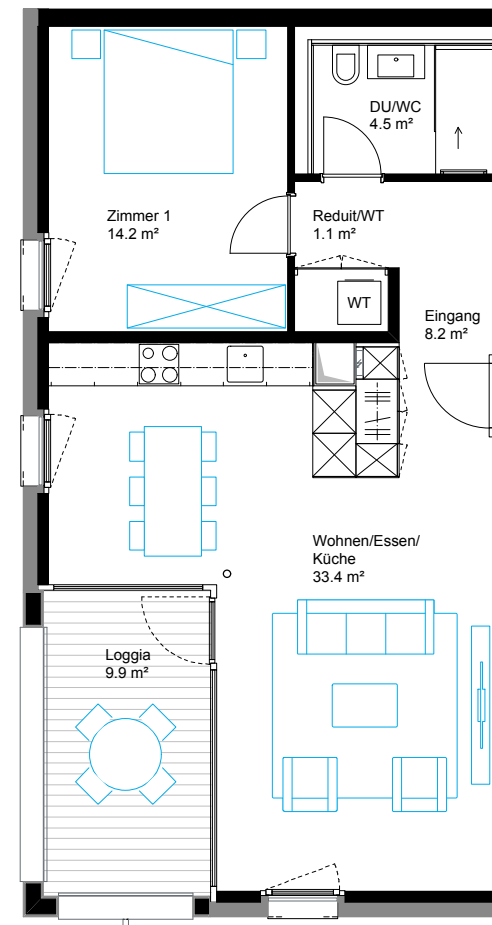 DU/WC
4.5 m²
Zimmer 1
14.2 m²
Reduit/WT
1.1 m²
WT
Eingang
8.2 m²
Wohnen/Essen/
Küche
33.4 m²
Loggia
9.9 m²